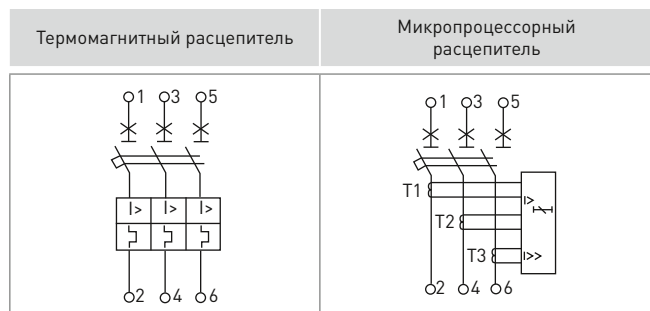 Термомагнитный расцепитель
Микропроцессорный
расцепитель
1 3 5
I> I> I>
2 4 6
1 3 5
T1
I>
T2
T3
I>>
2 4 6